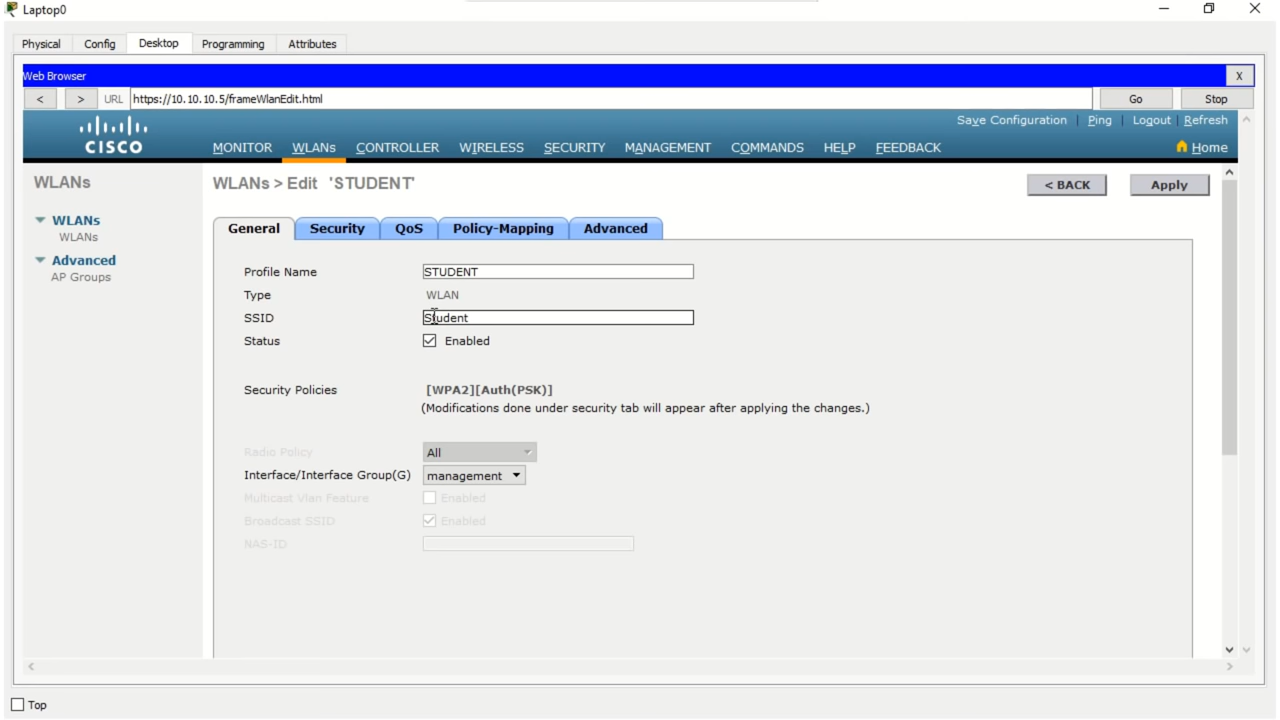 Laptop0
Physical Config Desktop Programming Attributes
Web Browser X
< > URL https://10.10.10.5/frameWlanEdit.html Go Stop
Save Configuration | Ping | Logout | Refresh
CISCO MONITOR WLANs CONTROLLER WIRELESS SECURITY MANAGEMENT COMMANDS HELP FEEDBACK Home
WLANs
WLANs > Edit 'STUDENT' < BACK Apply
WLANs
WLANs
Advanced
AP Groups
General Security QoS Policy-Mapping Advanced
Profile Name STUDENT
Type WLAN
SSID Student
Status Enabled
Security Policies [WPA2][Auth(PSK)]
(Modifications done under security tab will appear after applying the changes.)
Radio Policy All
Interface/Interface Group(G) management
Multicast Vlan Feature Enabled
Broadcast SSID Enabled
NAS-ID
Top